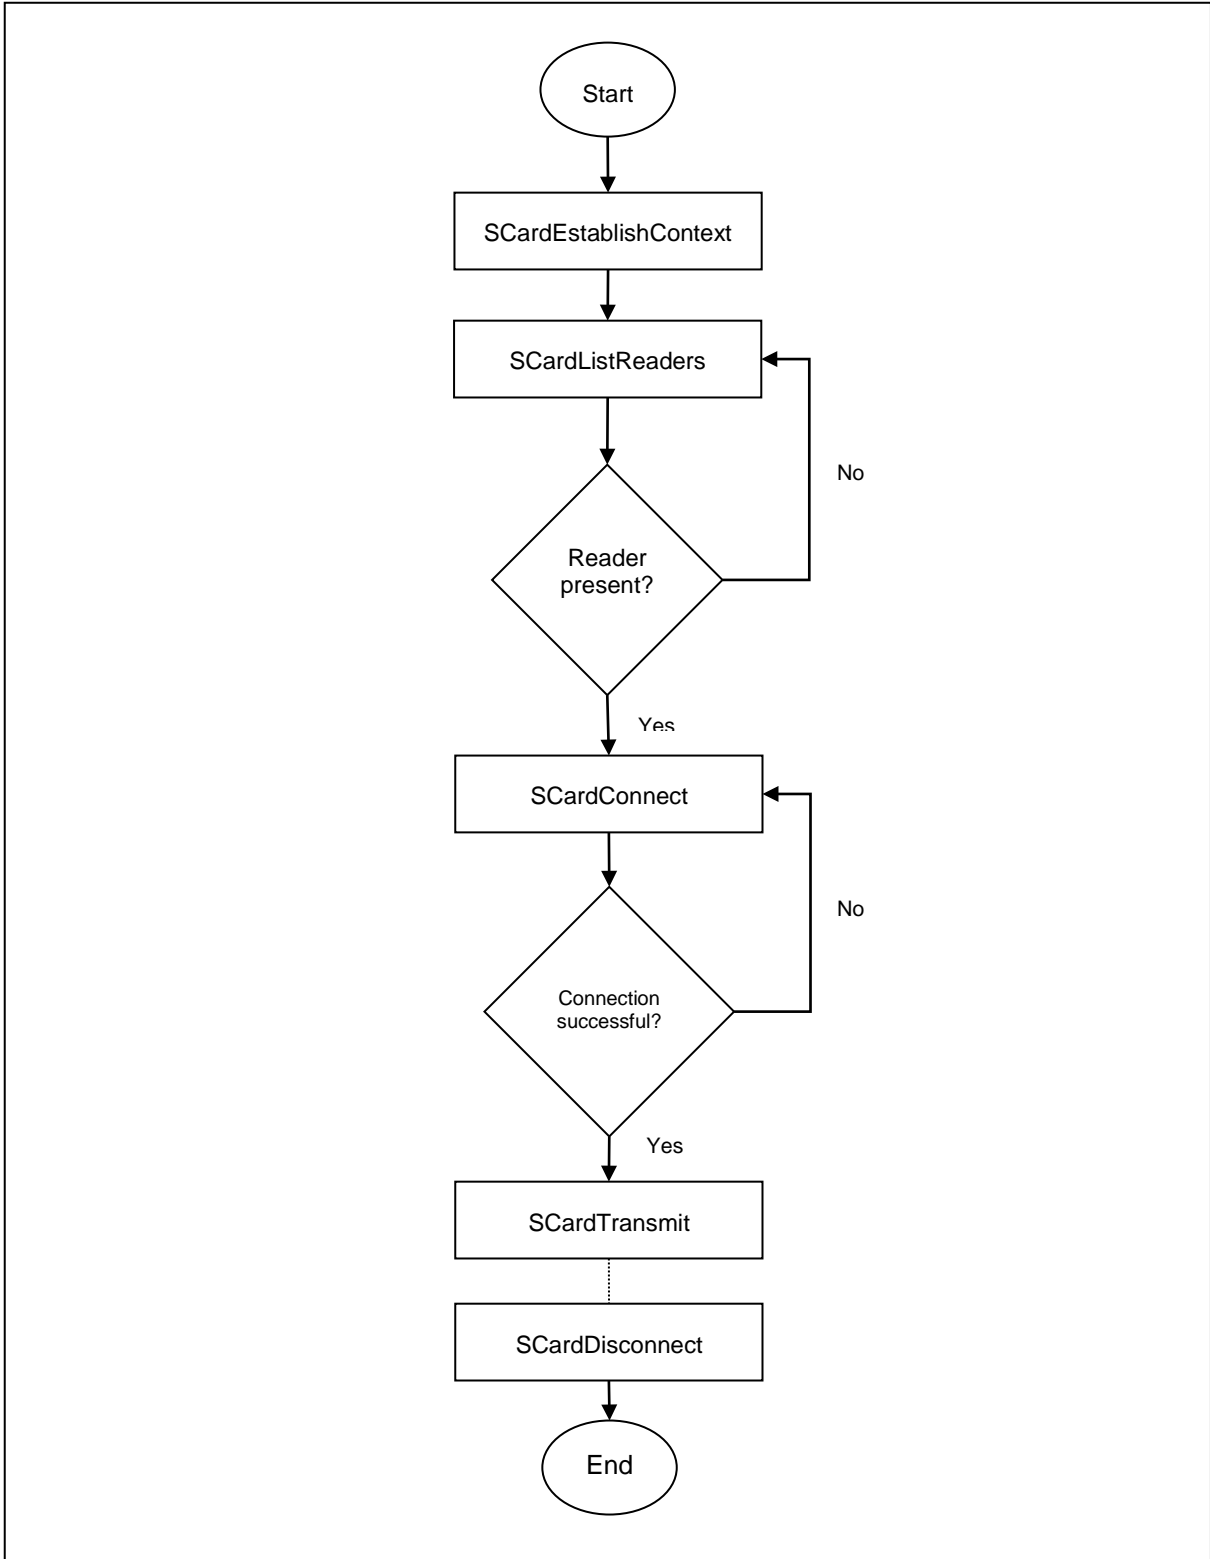 Start
SCardEstablishContext
SCardListReaders
No
Reader
present?
Yes
SCardConnect
No
Connection
successful?
Yes
SCardTransmit
SCardDisconnect
End